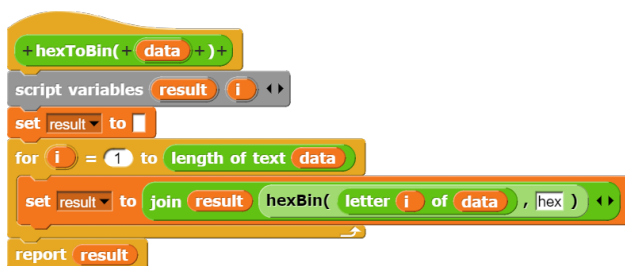 +hexToBin(+ data +)+
script variables result i
set result to
for i = 1 to length of text data
set result to join result hexBin( letter i of data , hex )
report result